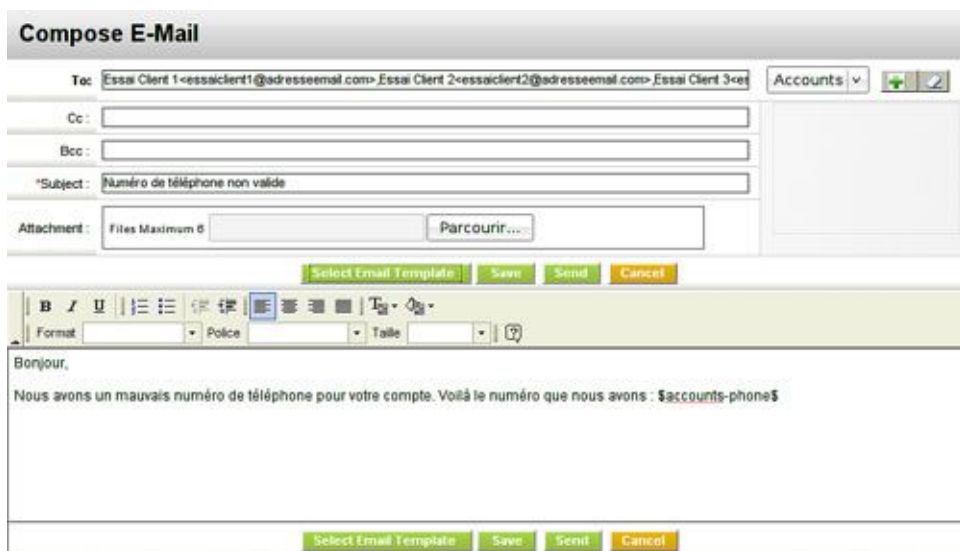 Compose E-Mail
To: Essai Client 1<essaiclient1@adresseemail.com>,Essai Client 2<essaiclient2@adresseemail.com>,Essai Client 3<es
Accounts
Cc :
Bcc :
*Subject : Numéro de téléphone non valide
Attachment : Files Maximum 6 Parcourir...
Select Email Template Save Send Cancel
B I U
Format Police Taille
Bonjour,
Nous avons un mauvais numéro de téléphone pour votre compte. Voilà le numéro que nous avons : $accounts-phone$
Select Email Template Save Send Cancel